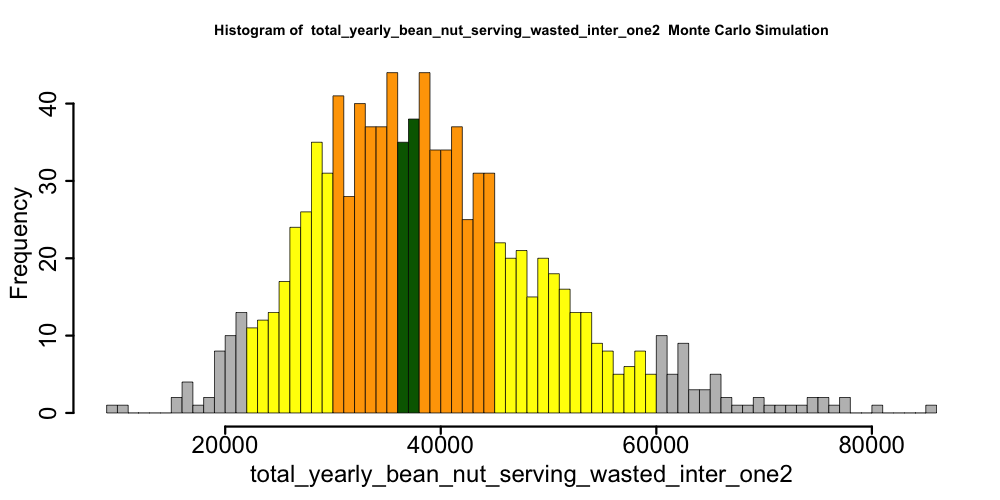 Histogram of total_yearly_bean_nut_serving_wasted_inter_one2 Monte Carlo Simulation
40
30
20
10
0
Frequency
20000 40000 60000 80000
total_yearly_bean_nut_serving_wasted_inter_one2